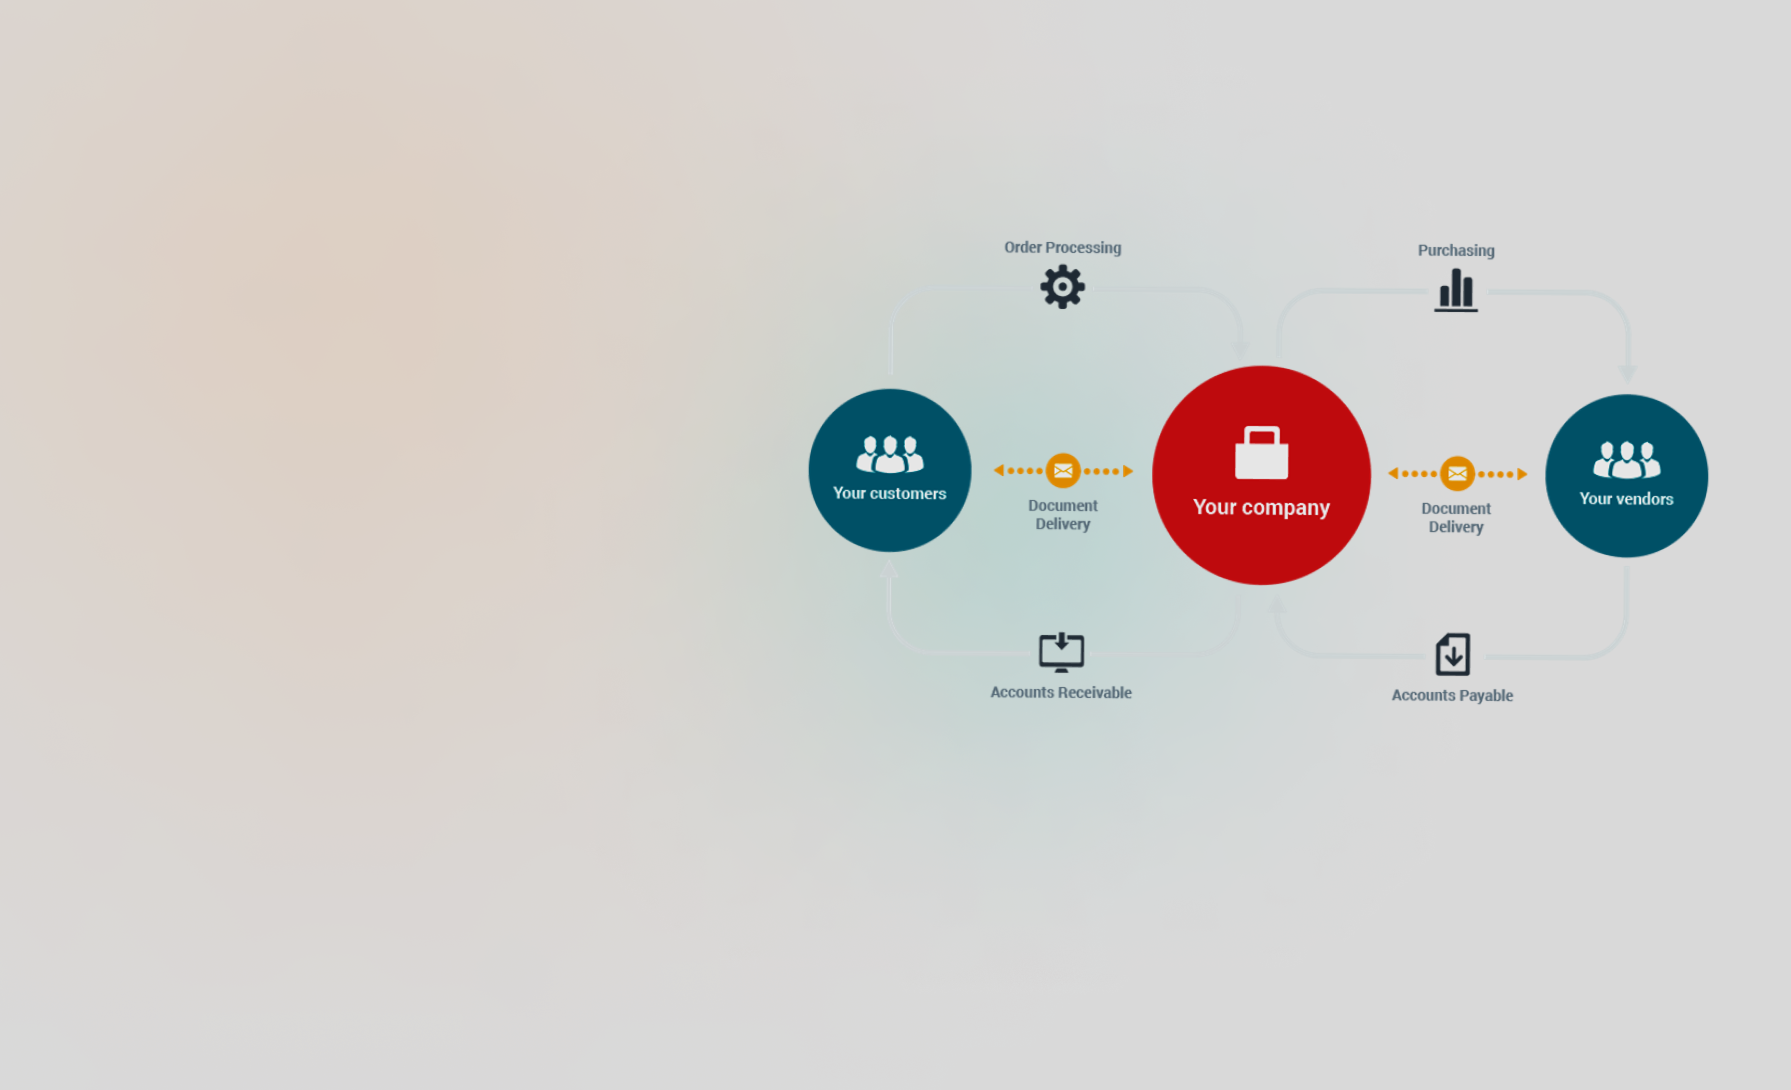 Order Processing
Purchasing
Your customers
Document
Delivery
Your company
Document
Delivery
Your vendors
Accounts Receivable
Accounts Payable